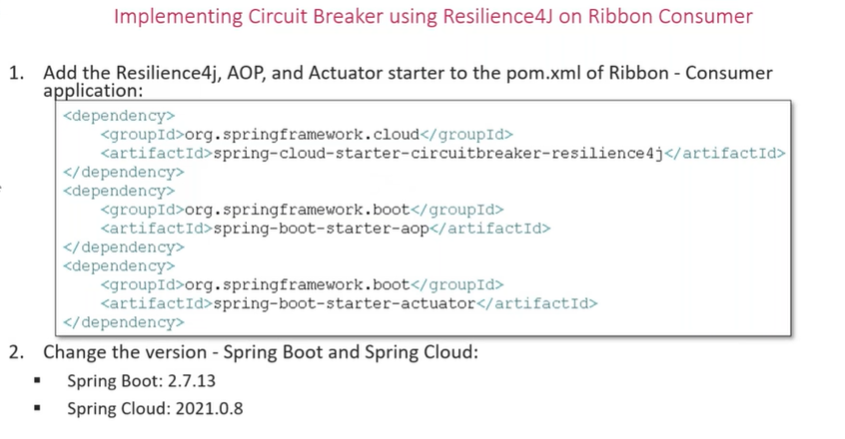 Implementing Circuit Breaker using Resilience4J on Ribbon Consumer
1. Add the Resilience4j, AOP, and Actuator starter to the pom.xml of Ribbon - Consumer
application:
<dependency>
<groupId>org.springframework.cloud</groupId>
<artifactId>spring-cloud-starter-circuitbreaker-resilience4j</artifactId>
</dependency>
<dependency>
<groupId>org.springframework.boot</groupId>
<artifactId>spring-boot-starter-aop</artifactId>
</dependency>
<dependency>
<groupId>org.springframework.boot</groupId>
<artifactId>spring-boot-starter-actuator</artifactId>
</dependency>
2. Change the version - Spring Boot and Spring Cloud:
▪ Spring Boot: 2.7.13
▪ Spring Cloud: 2021.0.8